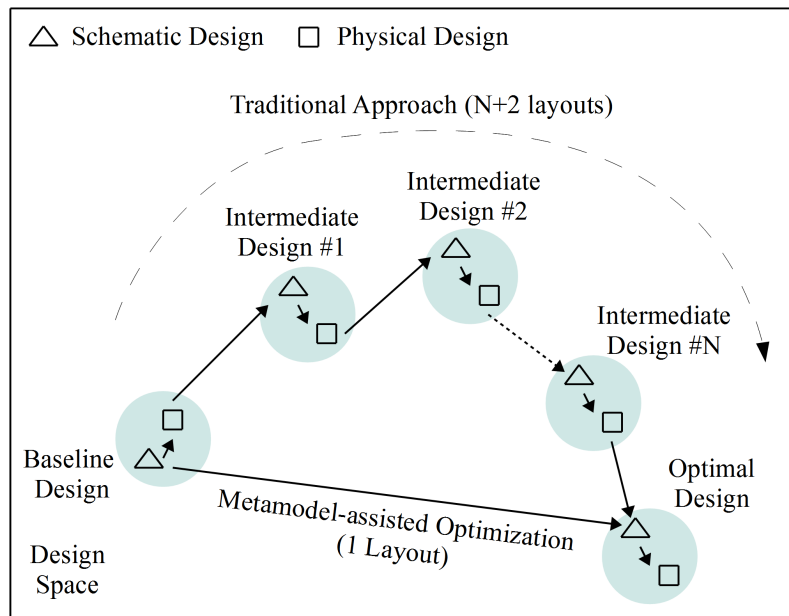 Schematic Design
Physical Design
Traditional Approach (N+2 layouts)
Intermediate
Design #1
Intermediate
Design #2
Intermediate
Design #N
Baseline
Design
Optimal
Design
Metamodel-assisted Optimization
(1 Layout)
Design
Space